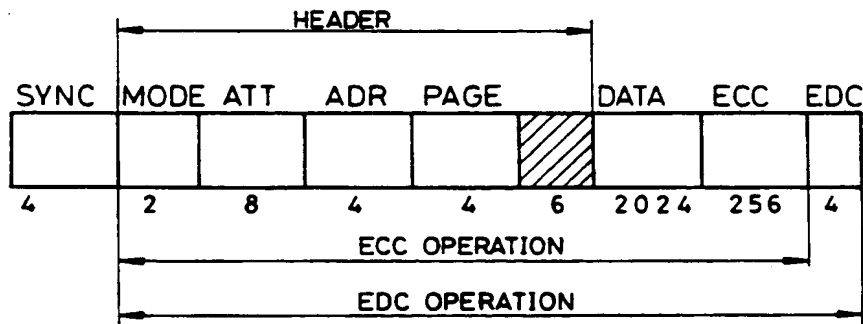 HEADER
SYNC MODE ATT ADR PAGE DATA ECC EDC
4 2 8 4 4 6 2024 256 4
ECC OPERATION
EDC OPERATION